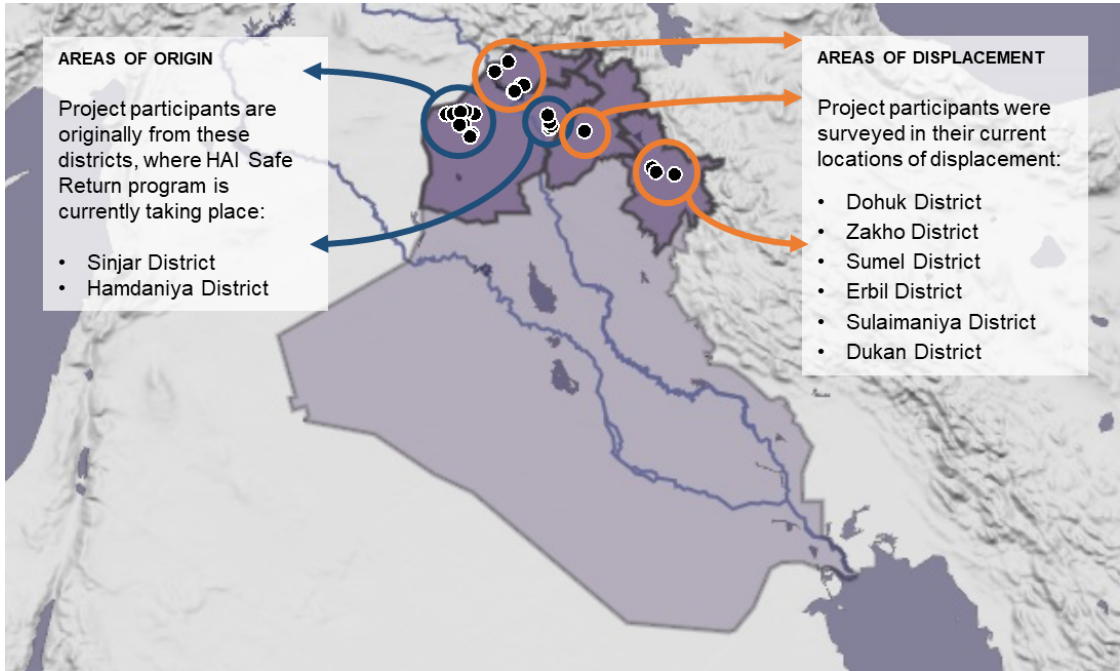 AREAS OF ORIGIN
Project participants are
originally from these
districts, where HAI Safe
Return program is
currently taking place:
• Sinjar District
• Hamdaniya District
AREAS OF DISPLACEMENT
Project participants were
surveyed in their current
locations of displacement:
• Dohuk District
• Zakho District
• Sumel District
• Erbil District
• Sulaimaniya District
• Dukan District